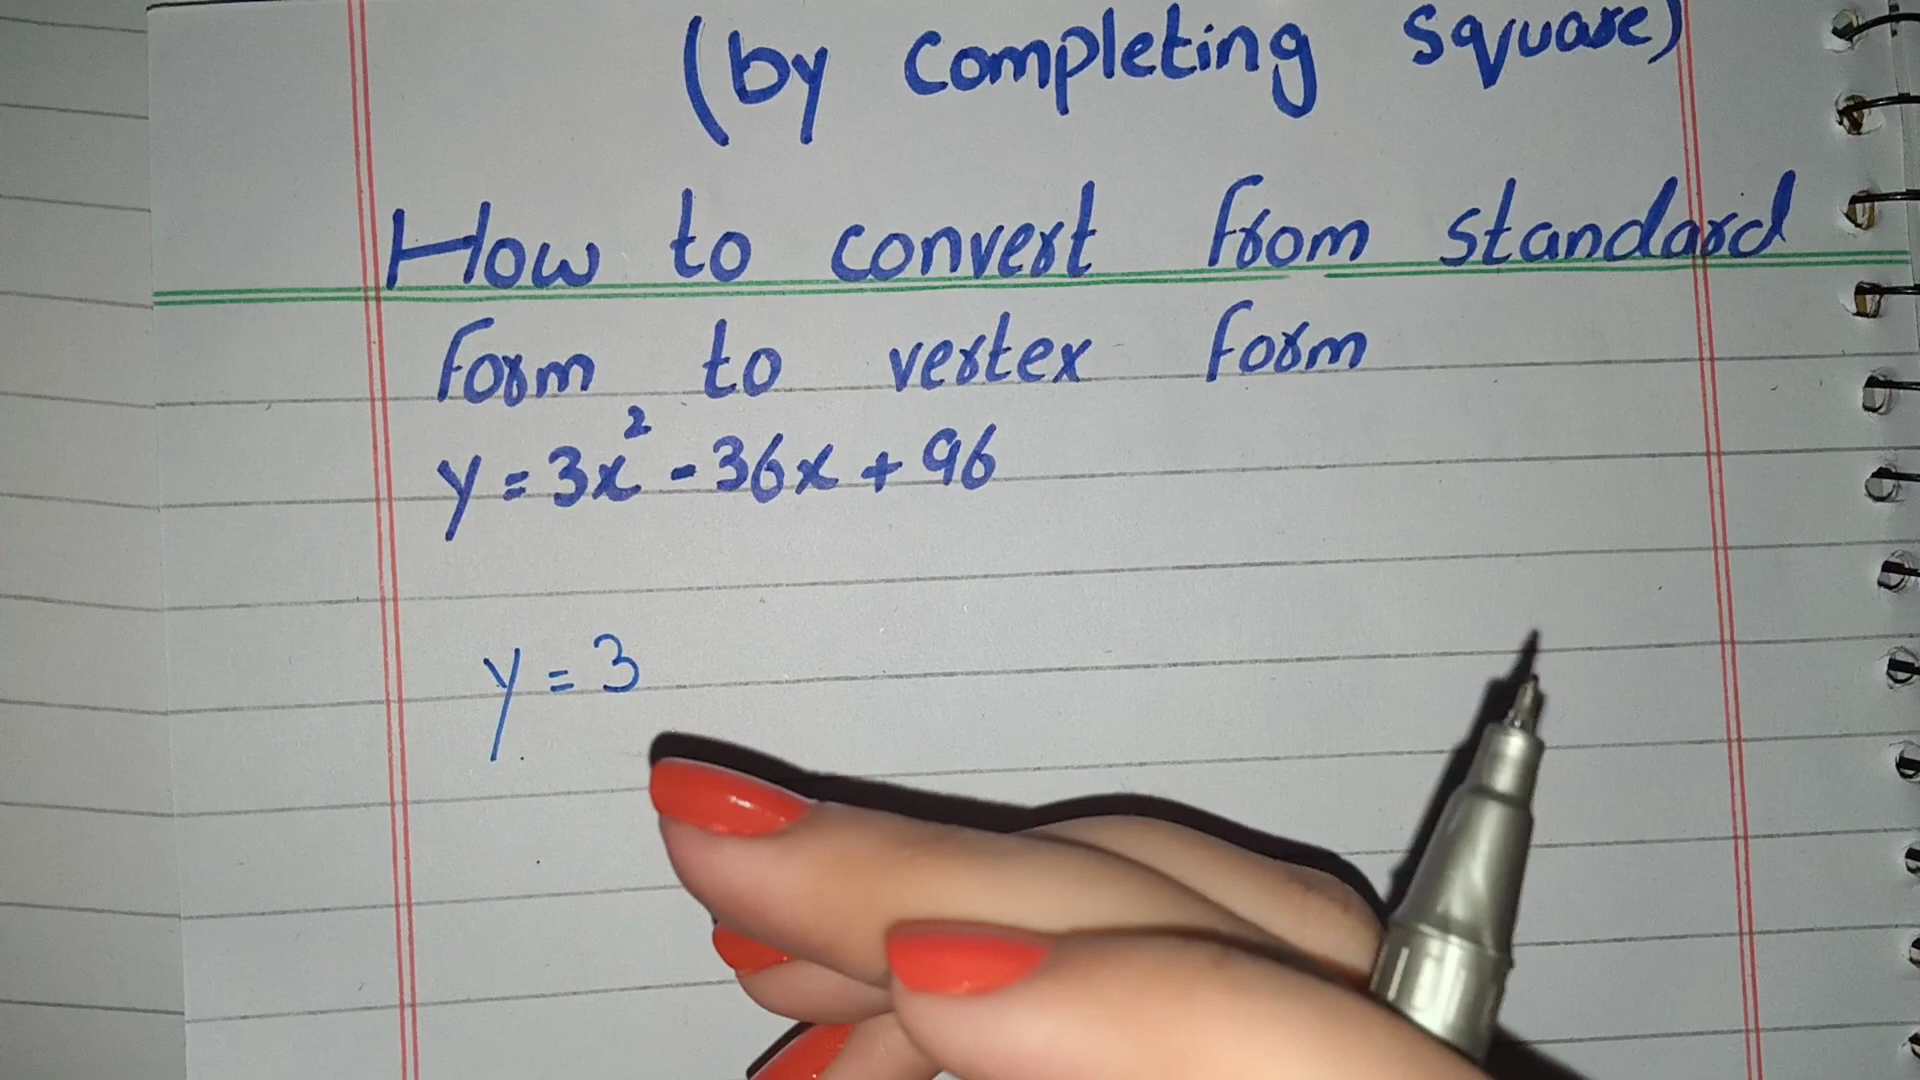 (by completing square)
How to convert from standard
form to vertex form
y = 3x² - 36x + 96
y = 3